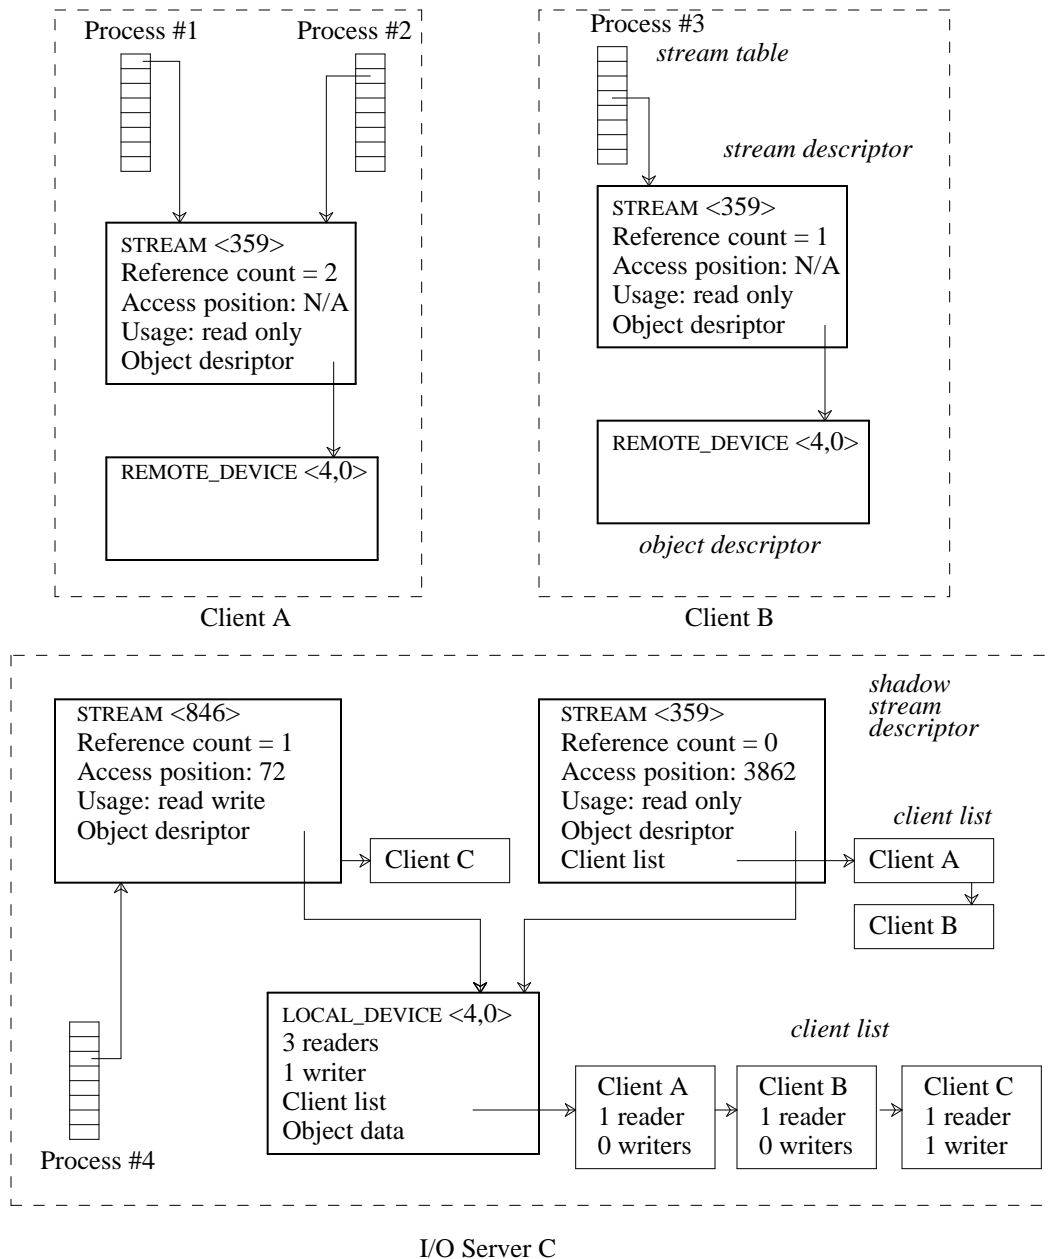 Process #1
Process #2
Process #3
stream table
stream descriptor
STREAM <359>
Reference count = 2
Access position: N/A
Usage: read only
Object desriptor
REMOTE_DEVICE <4,0>
Client A
STREAM <359>
Reference count = 1
Access position: N/A
Usage: read only
Object desriptor
REMOTE_DEVICE <4,0>
object descriptor
Client B
STREAM <846>
Reference count = 1
Access position: 72
Usage: read write
Object desriptor
Client C
STREAM <359>
Reference count = 0
Access position: 3862
Usage: read only
Object desriptor
Client list
shadow
stream
descriptor
client list
Client A
Client B
LOCAL_DEVICE <4,0>
3 readers
1 writer
Client list
Object data
client list
Client A
1 reader
0 writers
Client B
1 reader
0 writers
Client C
1 reader
1 writer
Process #4
I/O Server C